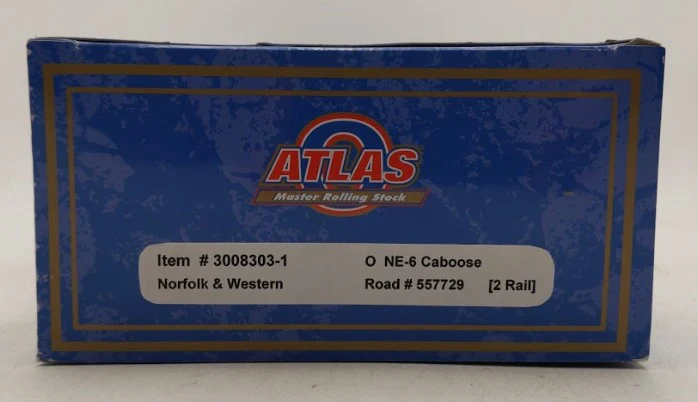 ATLAS
Master Rolling Stock
Item # 3008303-1 O NE-6 Caboose
Norfolk & Western Road # 557729 [2 Rail]